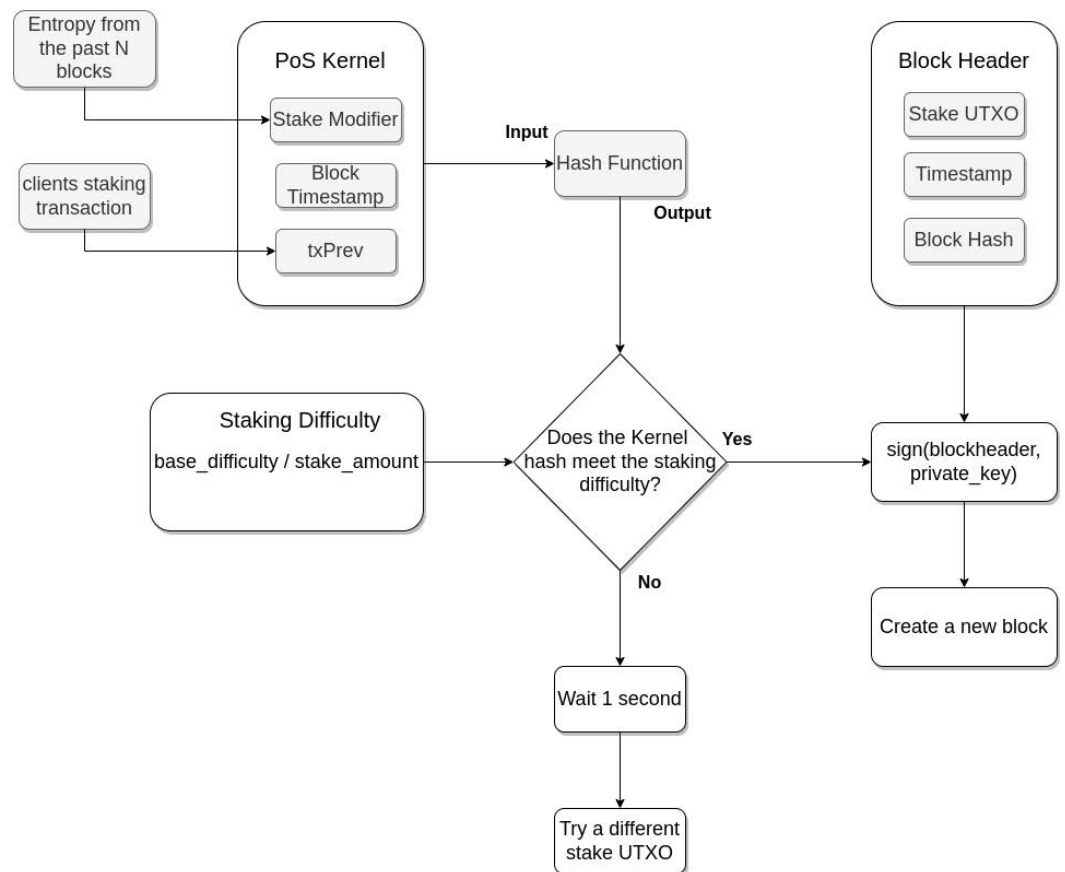 Entropy from
the past N
blocks
PoS Kernel
Block Header
Stake Modifier
Stake UTXO
Input
Hash Function
Block
Timestamp
Timestamp
clients staking
transaction
Output
txPrev
Block Hash
Staking Difficulty
base_difficulty / stake_amount
Does the Kernel
hash meet the staking
difficulty?
Yes
sign(blockheader,
private_key)
No
Create a new block
Wait 1 second
Try a different
stake UTXO